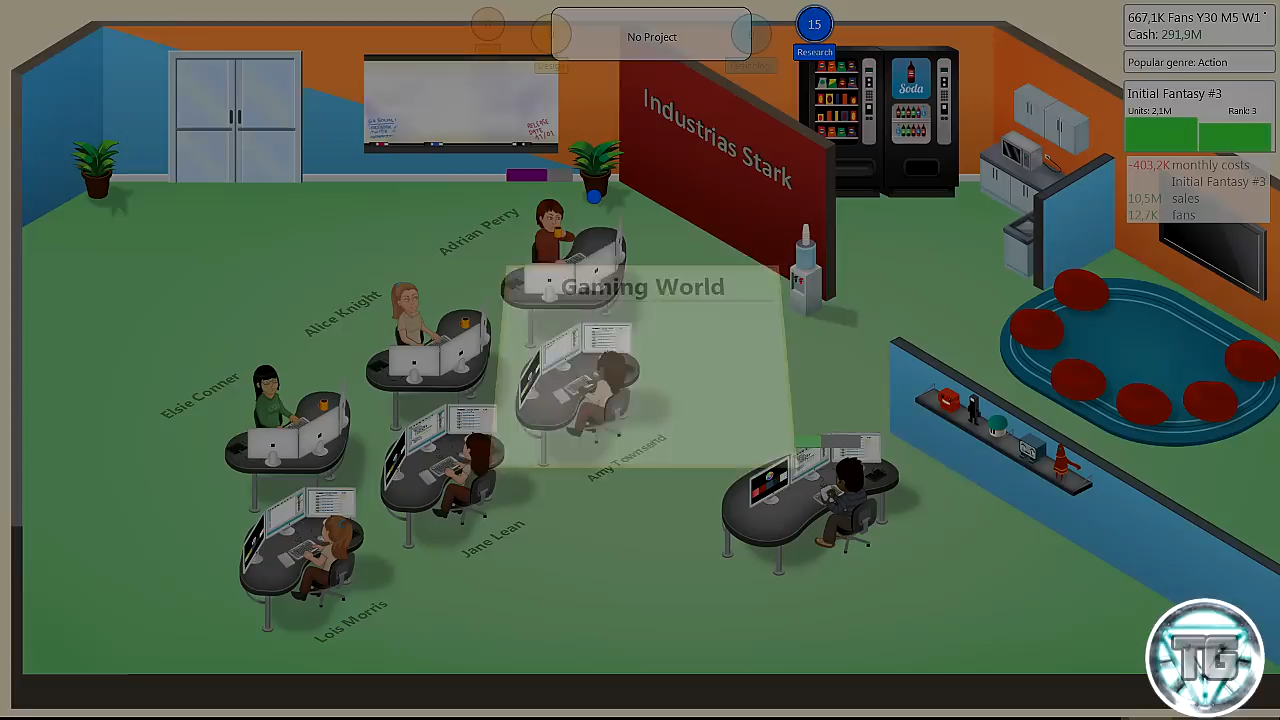 No Project
15
Research
667,1K Fans Y30 M5 W1
Cash: 291,9M
Popular genre: Action
Initial Fantasy #3
Units: 2,1M
Rank: 3
-403,2K monthly costs
Initial Fantasy #3
10,5M sales
12,7K fans
Soda
Industrias Stark
RELEASE
DATE
Gaming World
Adrian Perry
Alice Knight
Elsie Conner
Amy Townsend
Jane Lean
Lois Morris
TG